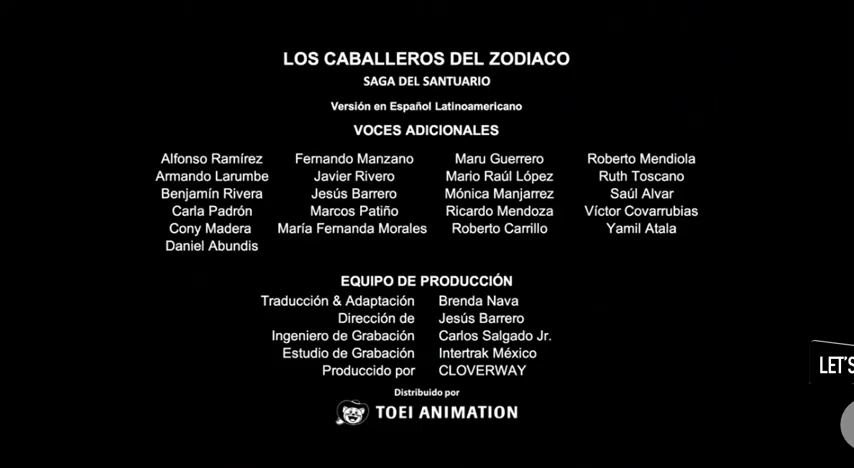 LOS CABALLEROS DEL ZODIACO
SAGA DEL SANTUARIO
Versión en Español Latinoamericano
VOCES ADICIONALES
Alfonso Ramírez Fernando Manzano Maru Guerrero Roberto Mendiola
Armando Larumbe Javier Rivero Mario Raúl López Ruth Toscano
Benjamín Rivera Jesús Barrero Mónica Manjarrez Saúl Alvar
Carla Padrón Marcos Patiño Ricardo Mendoza Víctor Covarrubias
Cony Madera María Fernanda Morales Roberto Carrillo Yamil Atala
Daniel Abundis
EQUIPO DE PRODUCCIÓN
Traducción & Adaptación Brenda Nava
Dirección de Jesús Barrero
Ingeniero de Grabación Carlos Salgado Jr.
Estudio de Grabación Intertrak México
Produccido por CLOVERWAY
Distribuido por
TOEI ANIMATION
LET'S